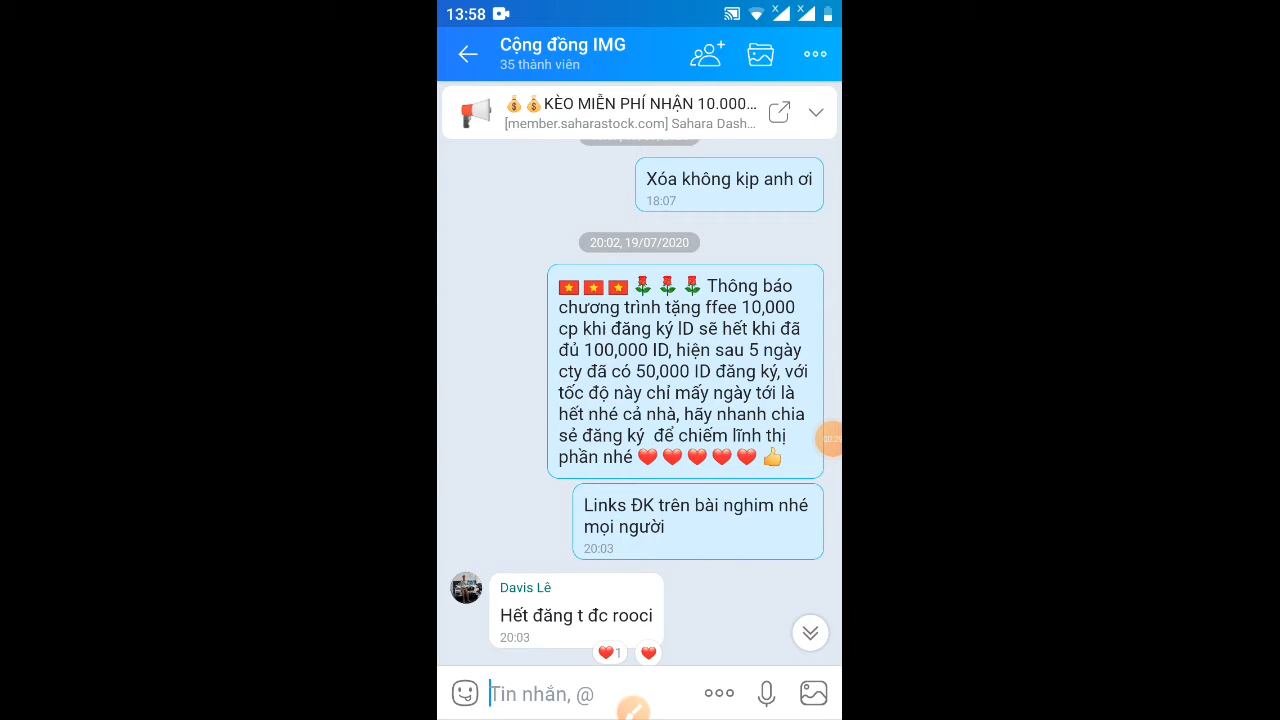 13:58
Cộng đồng IMG
35 thành viên
💰💰KÈO MIỄN PHÍ NHẬN 10.000...
[member.saharastock.com] Sahara Dash...
Xóa không kịp anh ơi
18:07
20:02, 19/07/2020
🇻🇳 🇻🇳 🇻🇳 🌹 🌹 🌹 Thông báo
chương trình tặng ffee 10,000
cp khi đăng ký ID sẽ hết khi đã
đủ 100,000 ID, hiện sau 5 ngày
cty đã có 50,000 ID đăng ký, với
tốc độ này chỉ mấy ngày tới là
hết nhé cả nhà, hãy nhanh chia
sẻ đăng ký để chiếm lĩnh thị
phần nhé ❤️ ❤️ ❤️ ❤️ ❤️ 👍
Links ĐK trên bài nghim nhé
mọi người
20:03
Davis Lê
Hết đăng t đc rooci
20:03
❤️1 ❤️
Tin nhắn, @